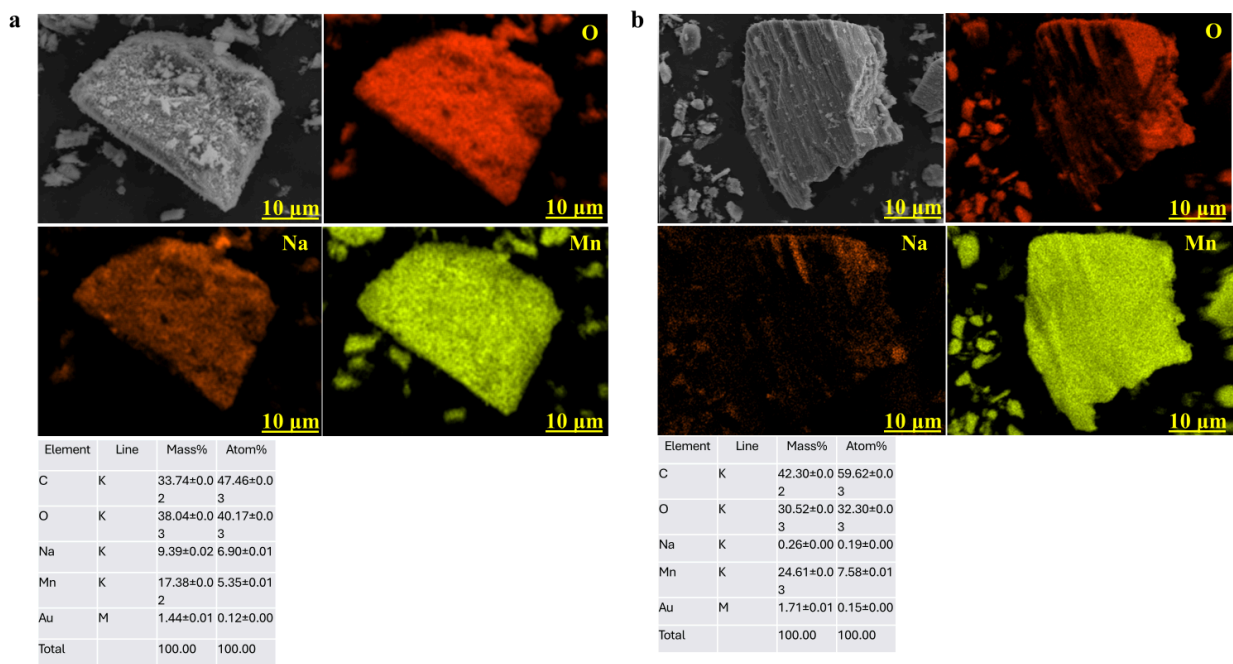 a
O
10 µm
10 µm
Na
Mn
10 µm
10 µm
Element Line Mass% Atom%
C K 33.74±0.0 47.46±0.0
2 3
O K 38.04±0.0 40.17±0.0
3 3
Na K 9.39±0.02 6.90±0.01
Mn K 17.38±0.0 5.35±0.01
2
Au M 1.44±0.01 0.12±0.00
Total 100.00 100.00
b
O
10 µm
10 µm
Na
Mn
10 µm
10 µm
Element Line Mass% Atom%
C K 42.30±0.0 59.62±0.0
2 3
O K 30.52±0.0 32.30±0.0
3 3
Na K 0.26±0.00 0.19±0.00
Mn K 24.61±0.0 7.58±0.01
3
Au M 1.71±0.01 0.15±0.00
Total 100.00 100.00